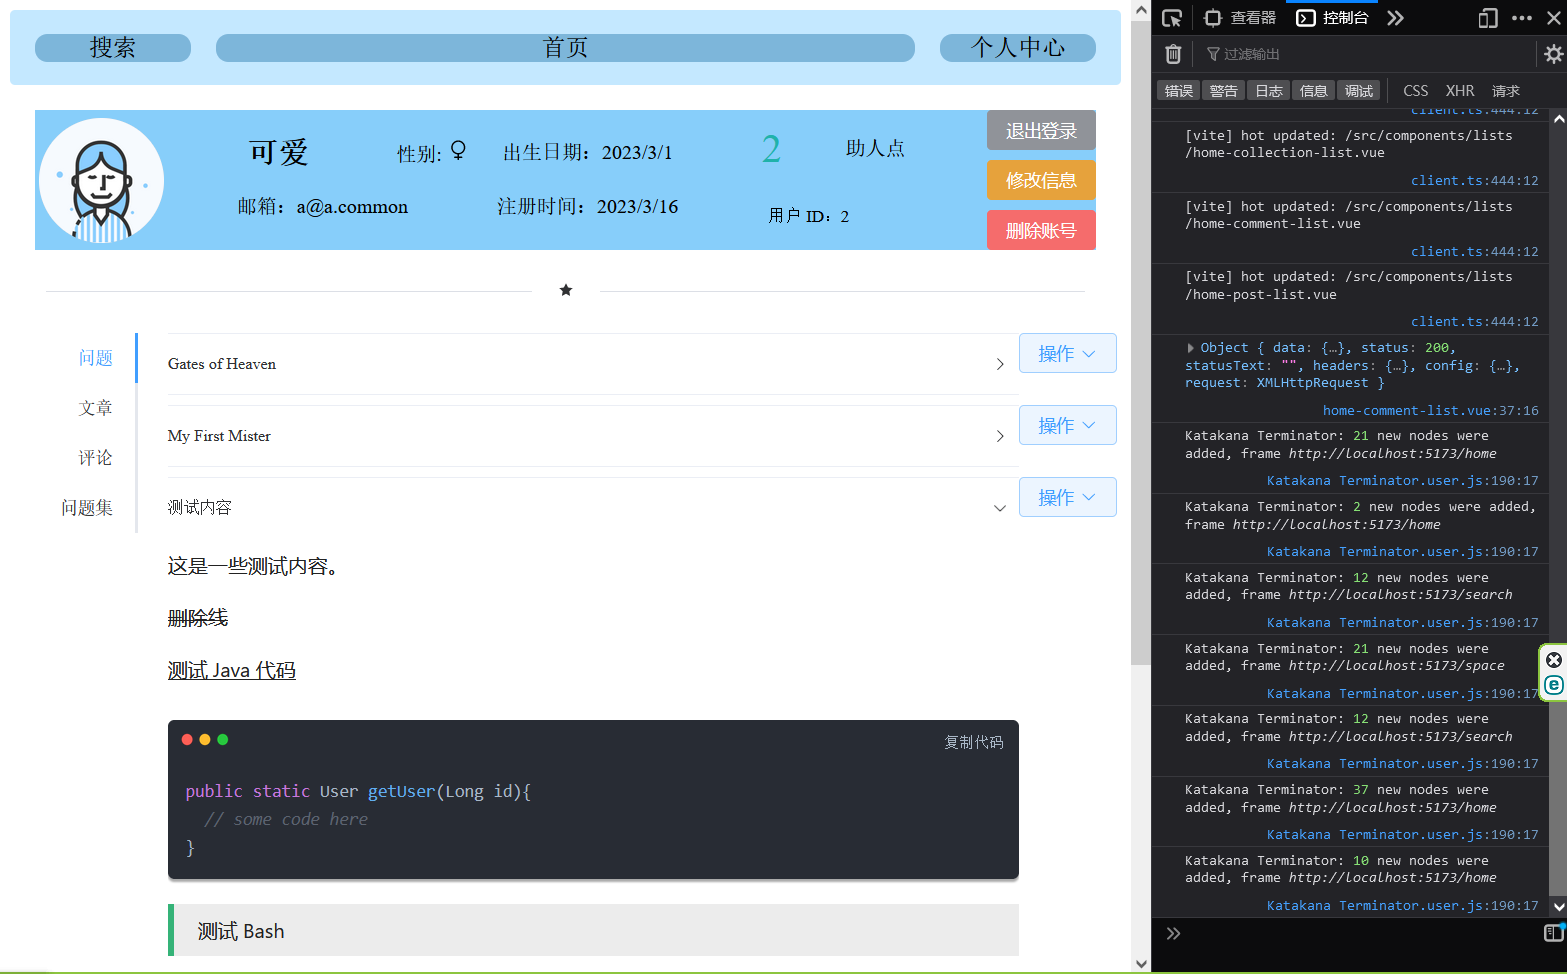 搜索
首页
个人中心
可爱
性别:
出生日期：2023/3/1
2
助人点
邮箱：a@a.common
注册时间：2023/3/16
用户 ID：2
退出登录
修改信息
删除账号
问题
文章
评论
问题集
Gates of Heaven
操作
My First Mister
操作
测试内容
操作
这是一些测试内容。
删除线
测试 Java 代码
复制代码
public static User getUser(Long id){
// some code here
}
测试 Bash
查看器
控制台
过滤输出
错误
警告
日志
信息
调试
CSS
XHR
请求
client.ts:444:12
[vite] hot updated: /src/components/lists
/home-collection-list.vue
client.ts:444:12
[vite] hot updated: /src/components/lists
/home-comment-list.vue
client.ts:444:12
[vite] hot updated: /src/components/lists
/home-post-list.vue
client.ts:444:12
Object { data: {…}, status: 200,
statusText: "", headers: {…}, config: {…},
request: XMLHttpRequest }
home-comment-list.vue:37:16
Katakana Terminator: 21 new nodes were
added, frame http://localhost:5173/home
Katakana Terminator.user.js:190:17
Katakana Terminator: 2 new nodes were added,
frame http://localhost:5173/home
Katakana Terminator.user.js:190:17
Katakana Terminator: 12 new nodes were
added, frame http://localhost:5173/search
Katakana Terminator.user.js:190:17
Katakana Terminator: 21 new nodes were
added, frame http://localhost:5173/space
Katakana Terminator.user.js:190:17
Katakana Terminator: 12 new nodes were
added, frame http://localhost:5173/search
Katakana Terminator.user.js:190:17
Katakana Terminator: 37 new nodes were
added, frame http://localhost:5173/home
Katakana Terminator.user.js:190:17
Katakana Terminator: 10 new nodes were
added, frame http://localhost:5173/home
Katakana Terminator.user.js:190:17